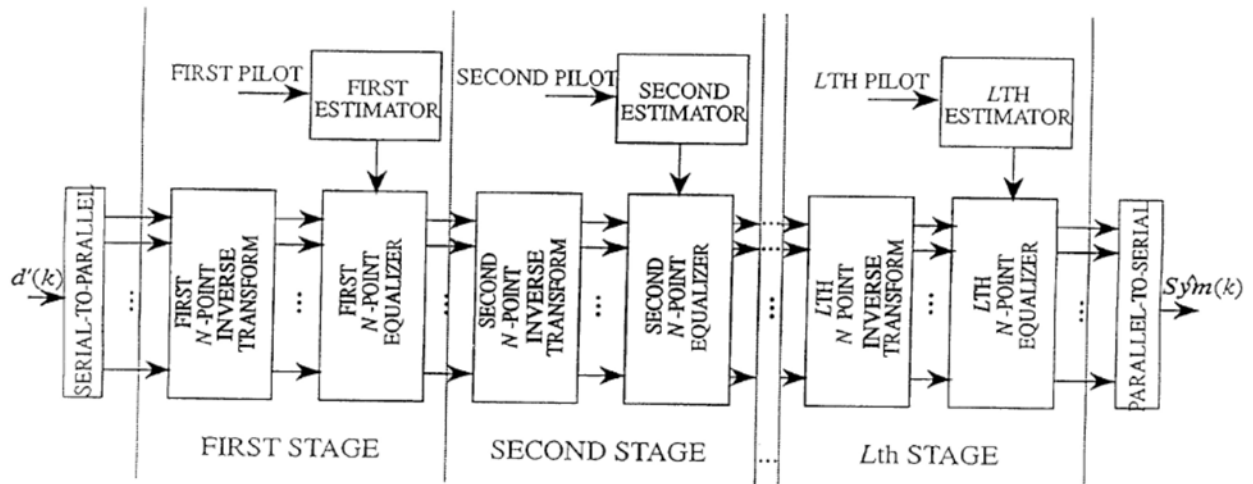 FIRST PILOT
FIRST
ESTIMATOR
SECOND PILOT
SECOND
ESTIMATOR
LTH PILOT
LTH
ESTIMATOR
d'(k)
SERIAL-TO-PARALLEL
...
FIRST
N-POINT
INVERSE
TRANSFORM
...
FIRST
N-POINT
EQUALIZER
...
SECOND
N-POINT
INVERSE
TRANSFORM
...
SECOND
N-POINT
EQUALIZER
...
LTH
N POINT
INVERSE
TRANSFORM
...
LTH
N-POINT
EQUALIZER
...
PARALLEL-TO-SERIAL
Sŷm(k)
FIRST STAGE
SECOND STAGE
...
Lth STAGE